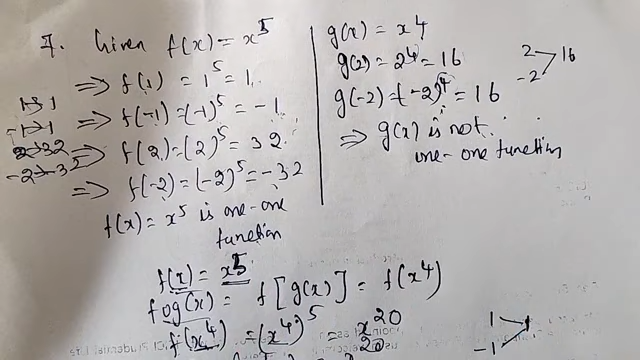 7. Given f(x) = x^5
⇒ f(1) = 1^5 = 1.
1→1
⇒ f(-1) = (-1)^5 = -1
-1→-1
⇒ f(2) = (2)^5 = 32.
2→32
⇒ f(-2) = (-2)^5 = -32
-2→-32
f(x) = x^5 is one-one
function
g(x) = x^4
g(2) = 2^4 = 16
g(-2) = (-2)^4 = 16
⇒ g(x) is not
one-one function
2
-2
16
f(x) = x^5
fog(x) = f[g(x)] = f(x^4)
f(x^4) = (x^4)^5 = x^20
1
-1
1
20